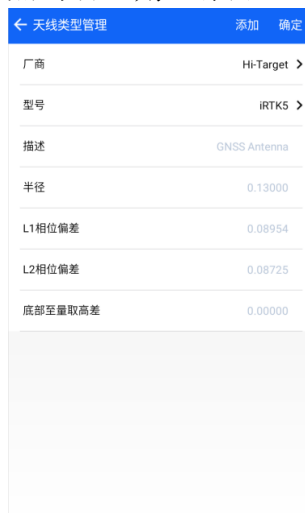 ← 天线类型管理 添加 确定
厂商 Hi-Target >
型号 iRTK5 >
描述 GNSS Antenna
半径 0.13000
L1相位偏差 0.08954
L2相位偏差 0.08725
底部至量取高差 0.00000